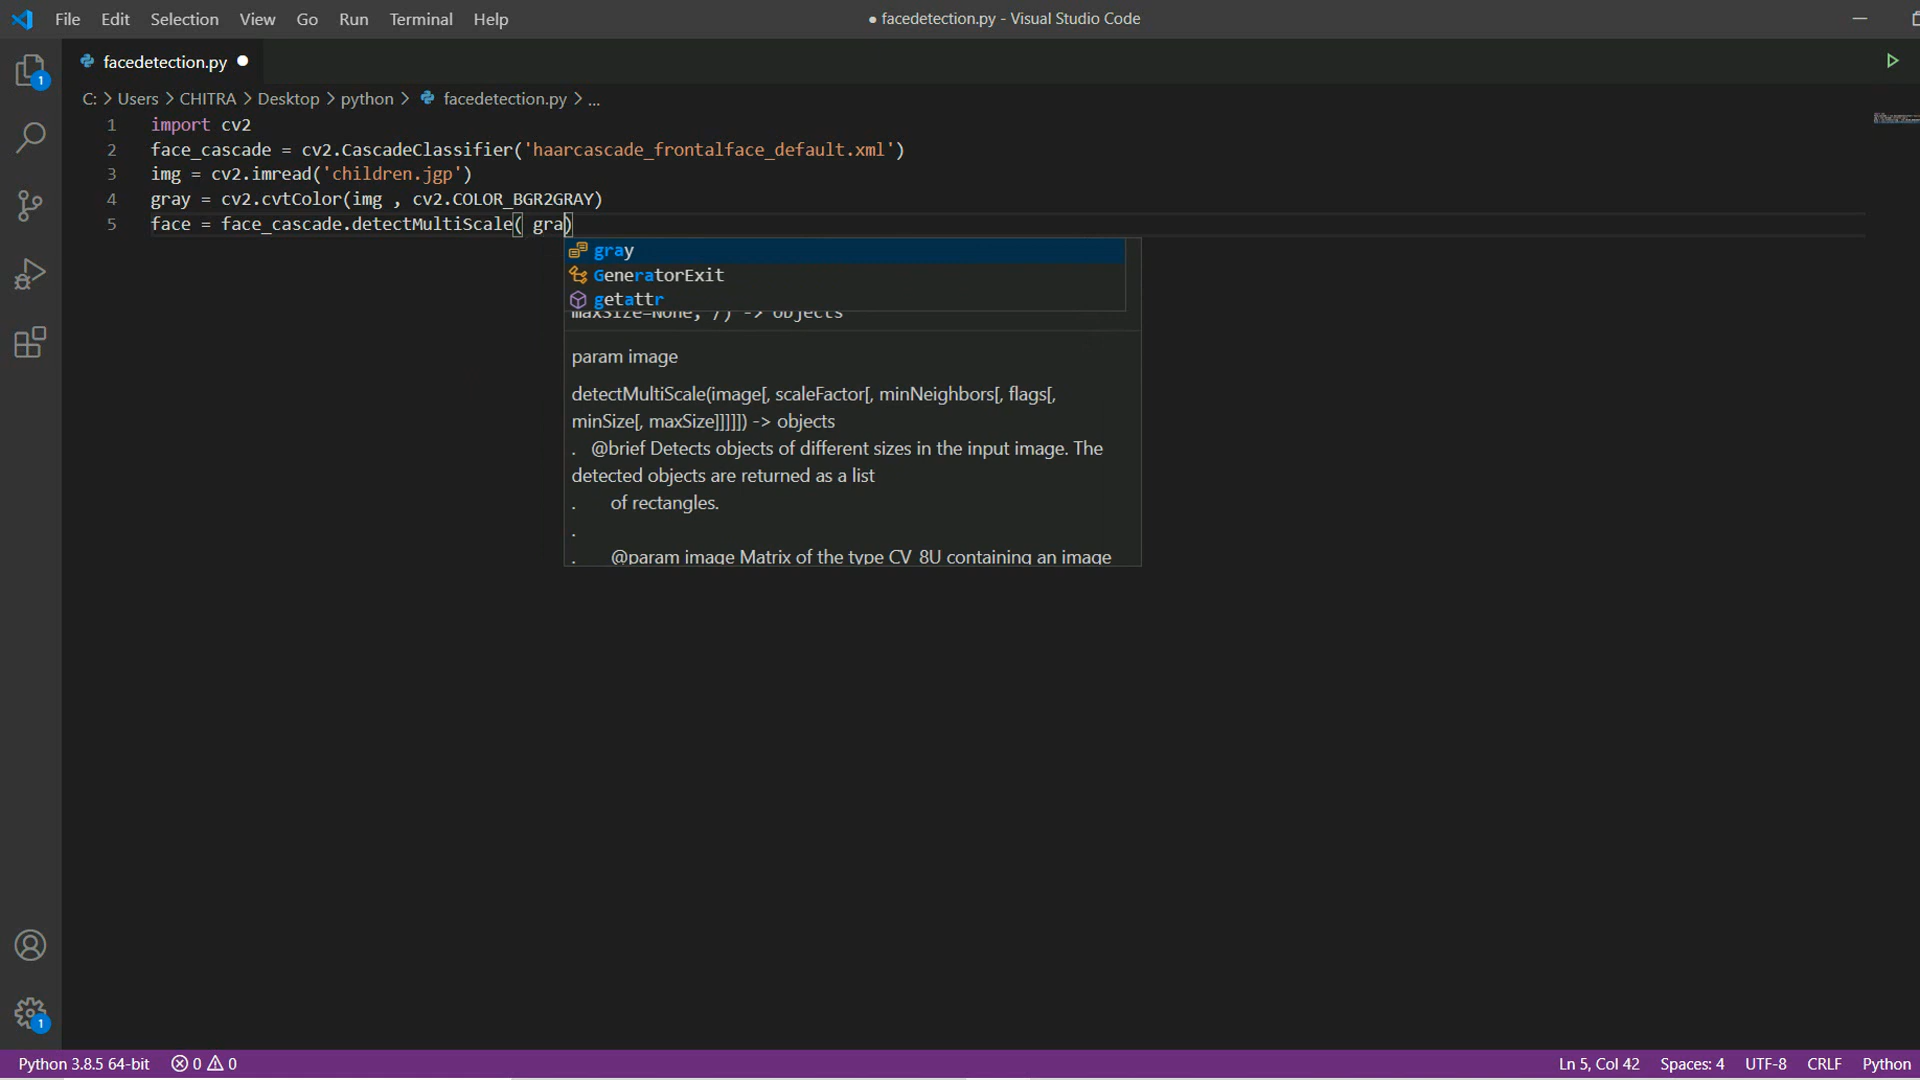 File Edit Selection View Go Run Terminal Help
● facedetection.py - Visual Studio Code
facedetection.py
C: > Users > CHITRA > Desktop > python > facedetection.py > ...
1 import cv2
2 face_cascade = cv2.CascadeClassifier('haarcascade_frontalface_default.xml')
3 img = cv2.imread('children.jgp')
4 gray = cv2.cvtColor(img , cv2.COLOR_BGR2GRAY)
5 face = face_cascade.detectMultiScale( gra)
gray
GeneratorExit
getattr
maxSize=None, /) -> objects
param image
detectMultiScale(image[, scaleFactor[, minNeighbors[, flags[,
minSize[, maxSize]]]]]) -> objects
. @brief Detects objects of different sizes in the input image. The
detected objects are returned as a list
. of rectangles.
.
. @param image Matrix of the type CV_8U containing an image
1
1
Python 3.8.5 64-bit 0 0
Ln 5, Col 42 Spaces: 4 UTF-8 CRLF Python